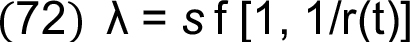 (72) λ = s f [1, 1/r(t)]